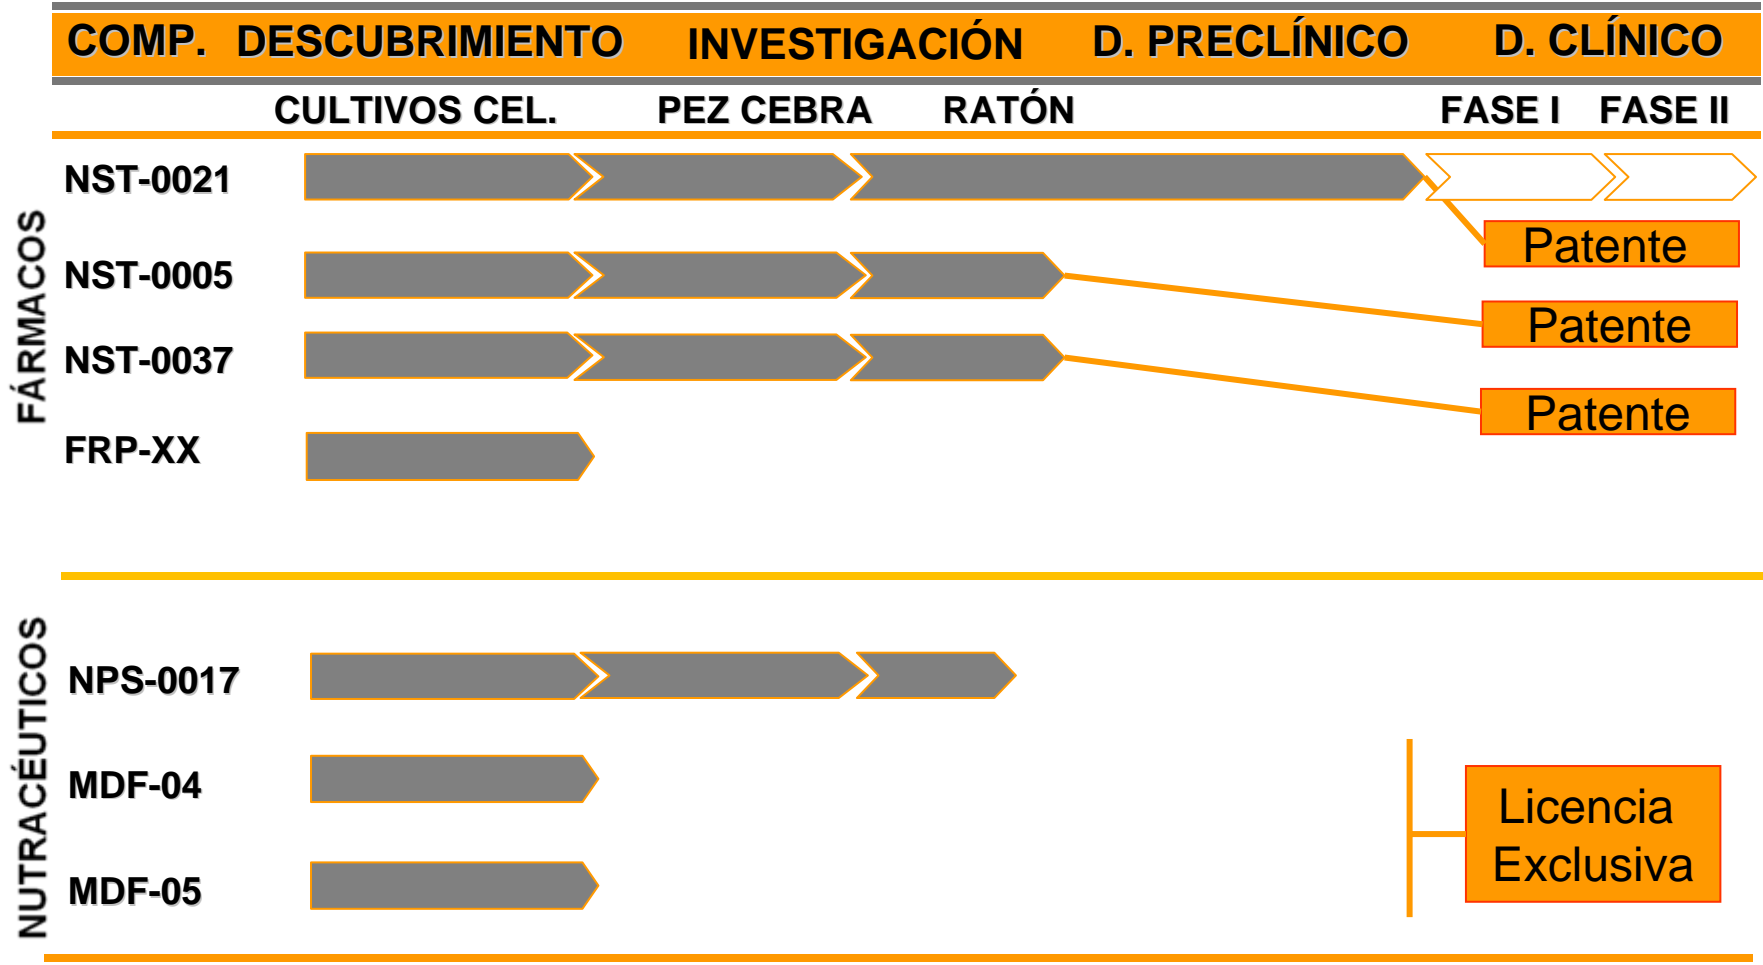 COMP. DESCUBRIMIENTO INVESTIGACIÓN D. PRECLÍNICO D. CLÍNICO
CULTIVOS CEL. PEZ CEBRA RATÓN FASE I FASE II
FÁRMACOS
NST-0021
Patente
NST-0005
Patente
NST-0037
Patente
FRP-XX
NUTRACÉUTICOS
NPS-0017
MDF-04
MDF-05
Licencia
Exclusiva